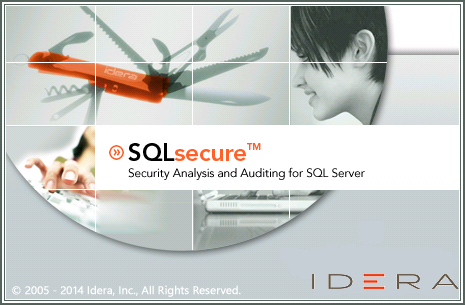 idera
SQLsecure™
Security Analysis and Auditing for SQL Server
© 2005 - 2014 Idera, Inc., All Rights Reserved.
IDERA